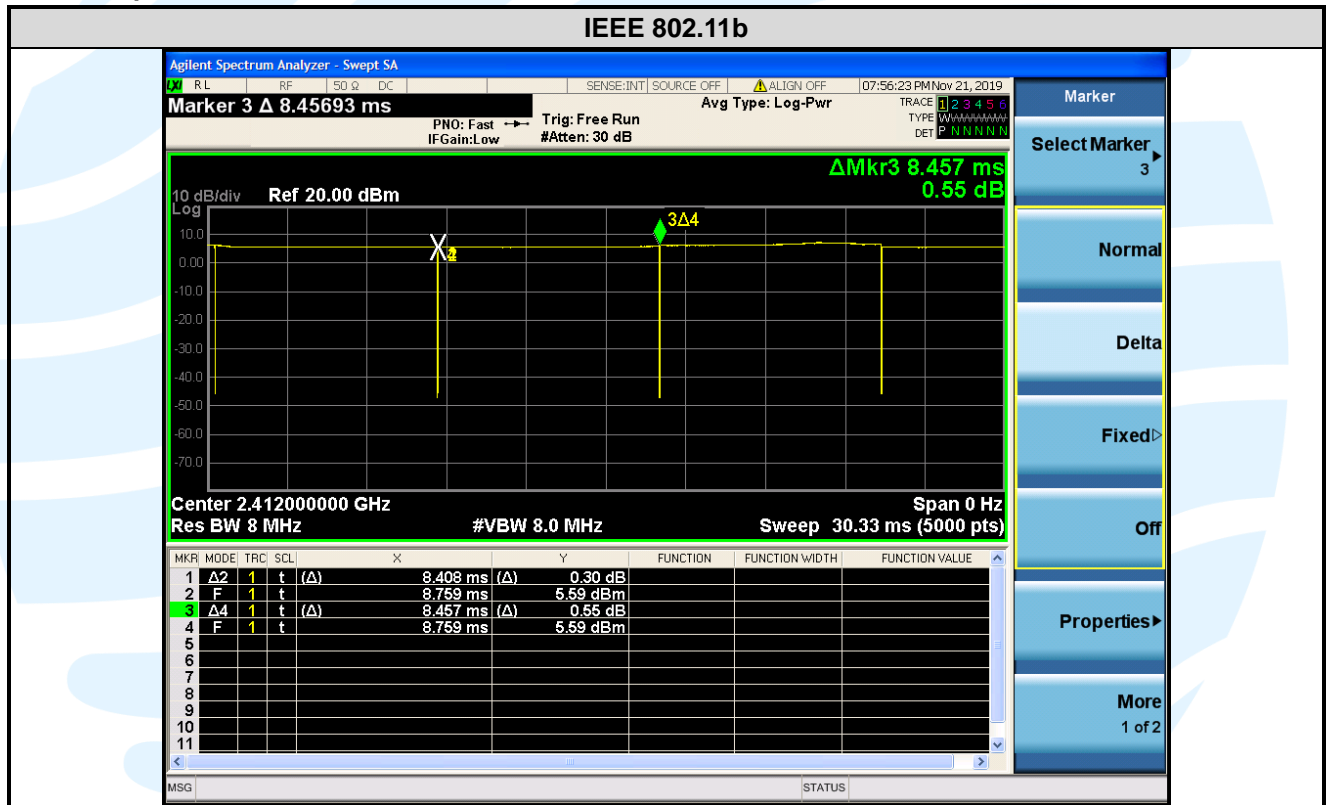 IEEE 802.11b
Agilent Spectrum Analyzer - Swept SA
LXI RL RF 50 Ω DC SENSE:INT SOURCE OFF ⚠ALIGN OFF 07:56:23 PM Nov 21, 2019
Marker 3 Δ 8.45693 ms
PNO: Fast
IFGain:Low
Trig: Free Run
#Atten: 30 dB
Avg Type: Log-Pwr
TRACE 1 2 3 4 5 6
TYPE W
DET P N N N N N
ΔMkr3 8.457 ms
0.55 dB
10 dB/div Ref 20.00 dBm
Log
10.0
0.00
-10.0
-20.0
-30.0
-40.0
-50.0
-60.0
-70.0
3Δ4
Center 2.412000000 GHz Span 0 Hz
Res BW 8 MHz #VBW 8.0 MHz Sweep 30.33 ms (5000 pts)
MKR MODE TRC SCL X Y FUNCTION FUNCTION WIDTH FUNCTION VALUE
1 Δ2 1 t (Δ) 8.408 ms (Δ) 0.30 dB
2 F 1 t 8.759 ms 5.59 dBm
3 Δ4 1 t (Δ) 8.457 ms (Δ) 0.55 dB
4 F 1 t 8.759 ms 5.59 dBm
5
6
7
8
9
10
11
MSG STATUS
Marker
Select Marker
3
Normal
Delta
Fixed
Off
Properties
More
1 of 2